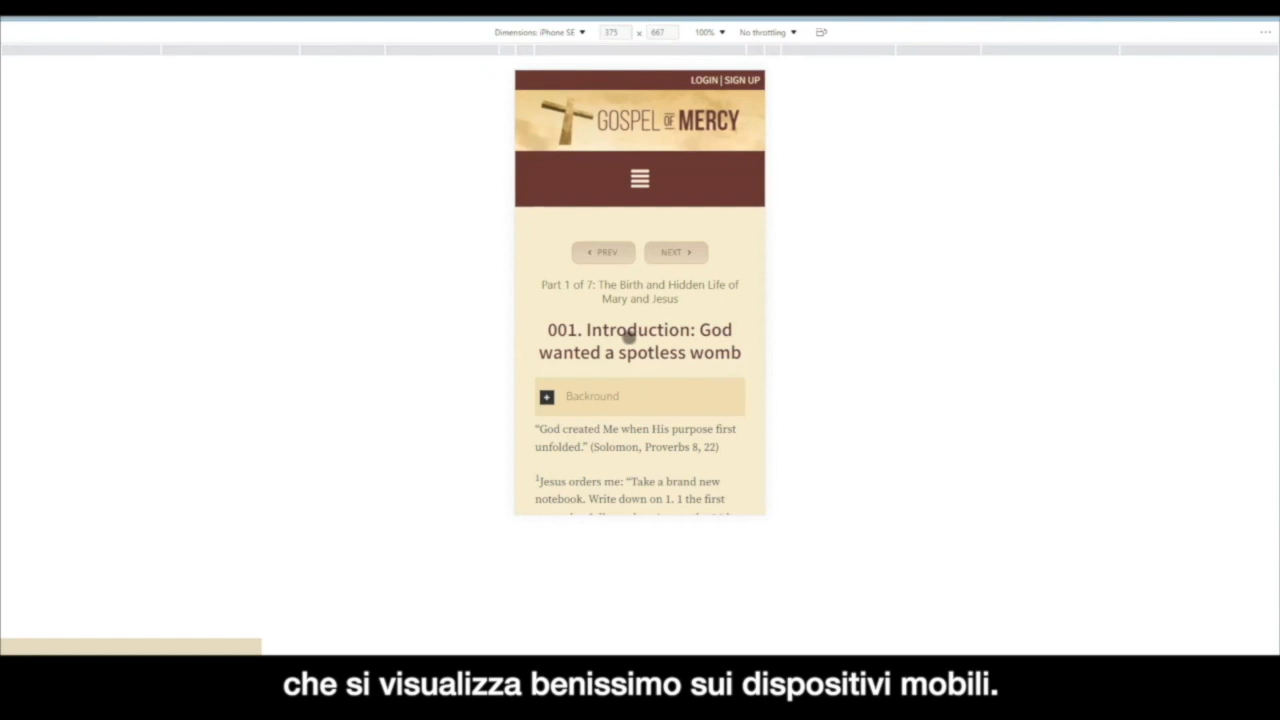 Dimensions: iPhone SE 375 x 667 100% No throttling
LOGIN | SIGN UP
GOSPEL OF MERCY
PREV NEXT
Part 1 of 7: The Birth and Hidden Life of
Mary and Jesus
001. Introduction: God
wanted a spotless womb
Backround
“God created Me when His purpose first
unfolded.” (Solomon, Proverbs 8, 22)
1Jesus orders me: “Take a brand new
notebook. Write down on 1. 1 the first
che si visualizza benissimo sui dispositivi mobili.